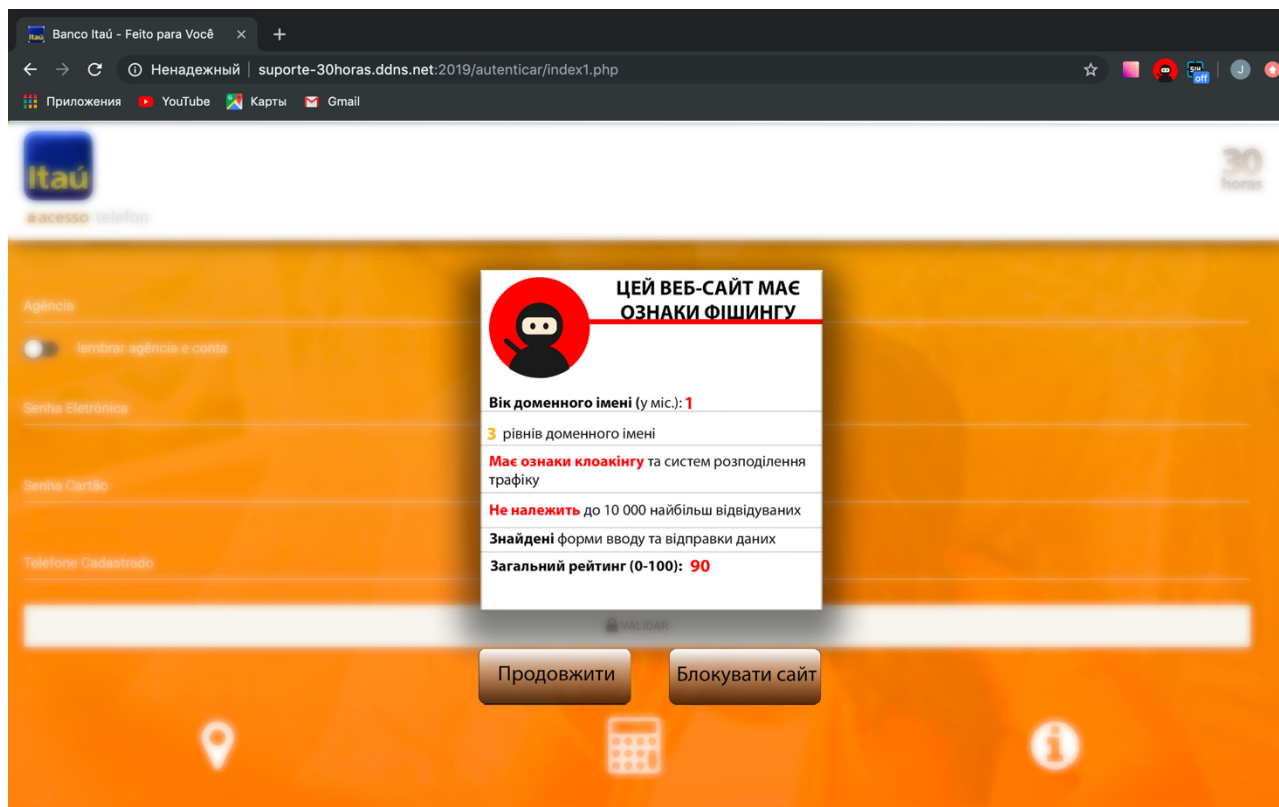 Banco Itaú - Feito para Você
Ненадежный suporte-30horas.ddns.net:2019/autenticar/index1.php
off J
Приложения YouTube Карты Gmail
Itaú
30
horas
acesso telefon
Agência
lembrar agência e conta
Senha Eletrônica
Senha Cartão
Telefone Cadastrado
VALIDAR
ЦЕЙ ВЕБ-САЙТ МАЄ
ОЗНАКИ ФІШИНГУ
Вік доменного імені (у міс.): 1
3 рівнів доменного імені
Має ознаки клоакінгу та систем розподілення
трафіку
Не належить до 10 000 найбільш відвідуваних
Знайдені форми вводу та відправки даних
Загальний рейтинг (0-100): 90
Продовжити
Блокувати сайт